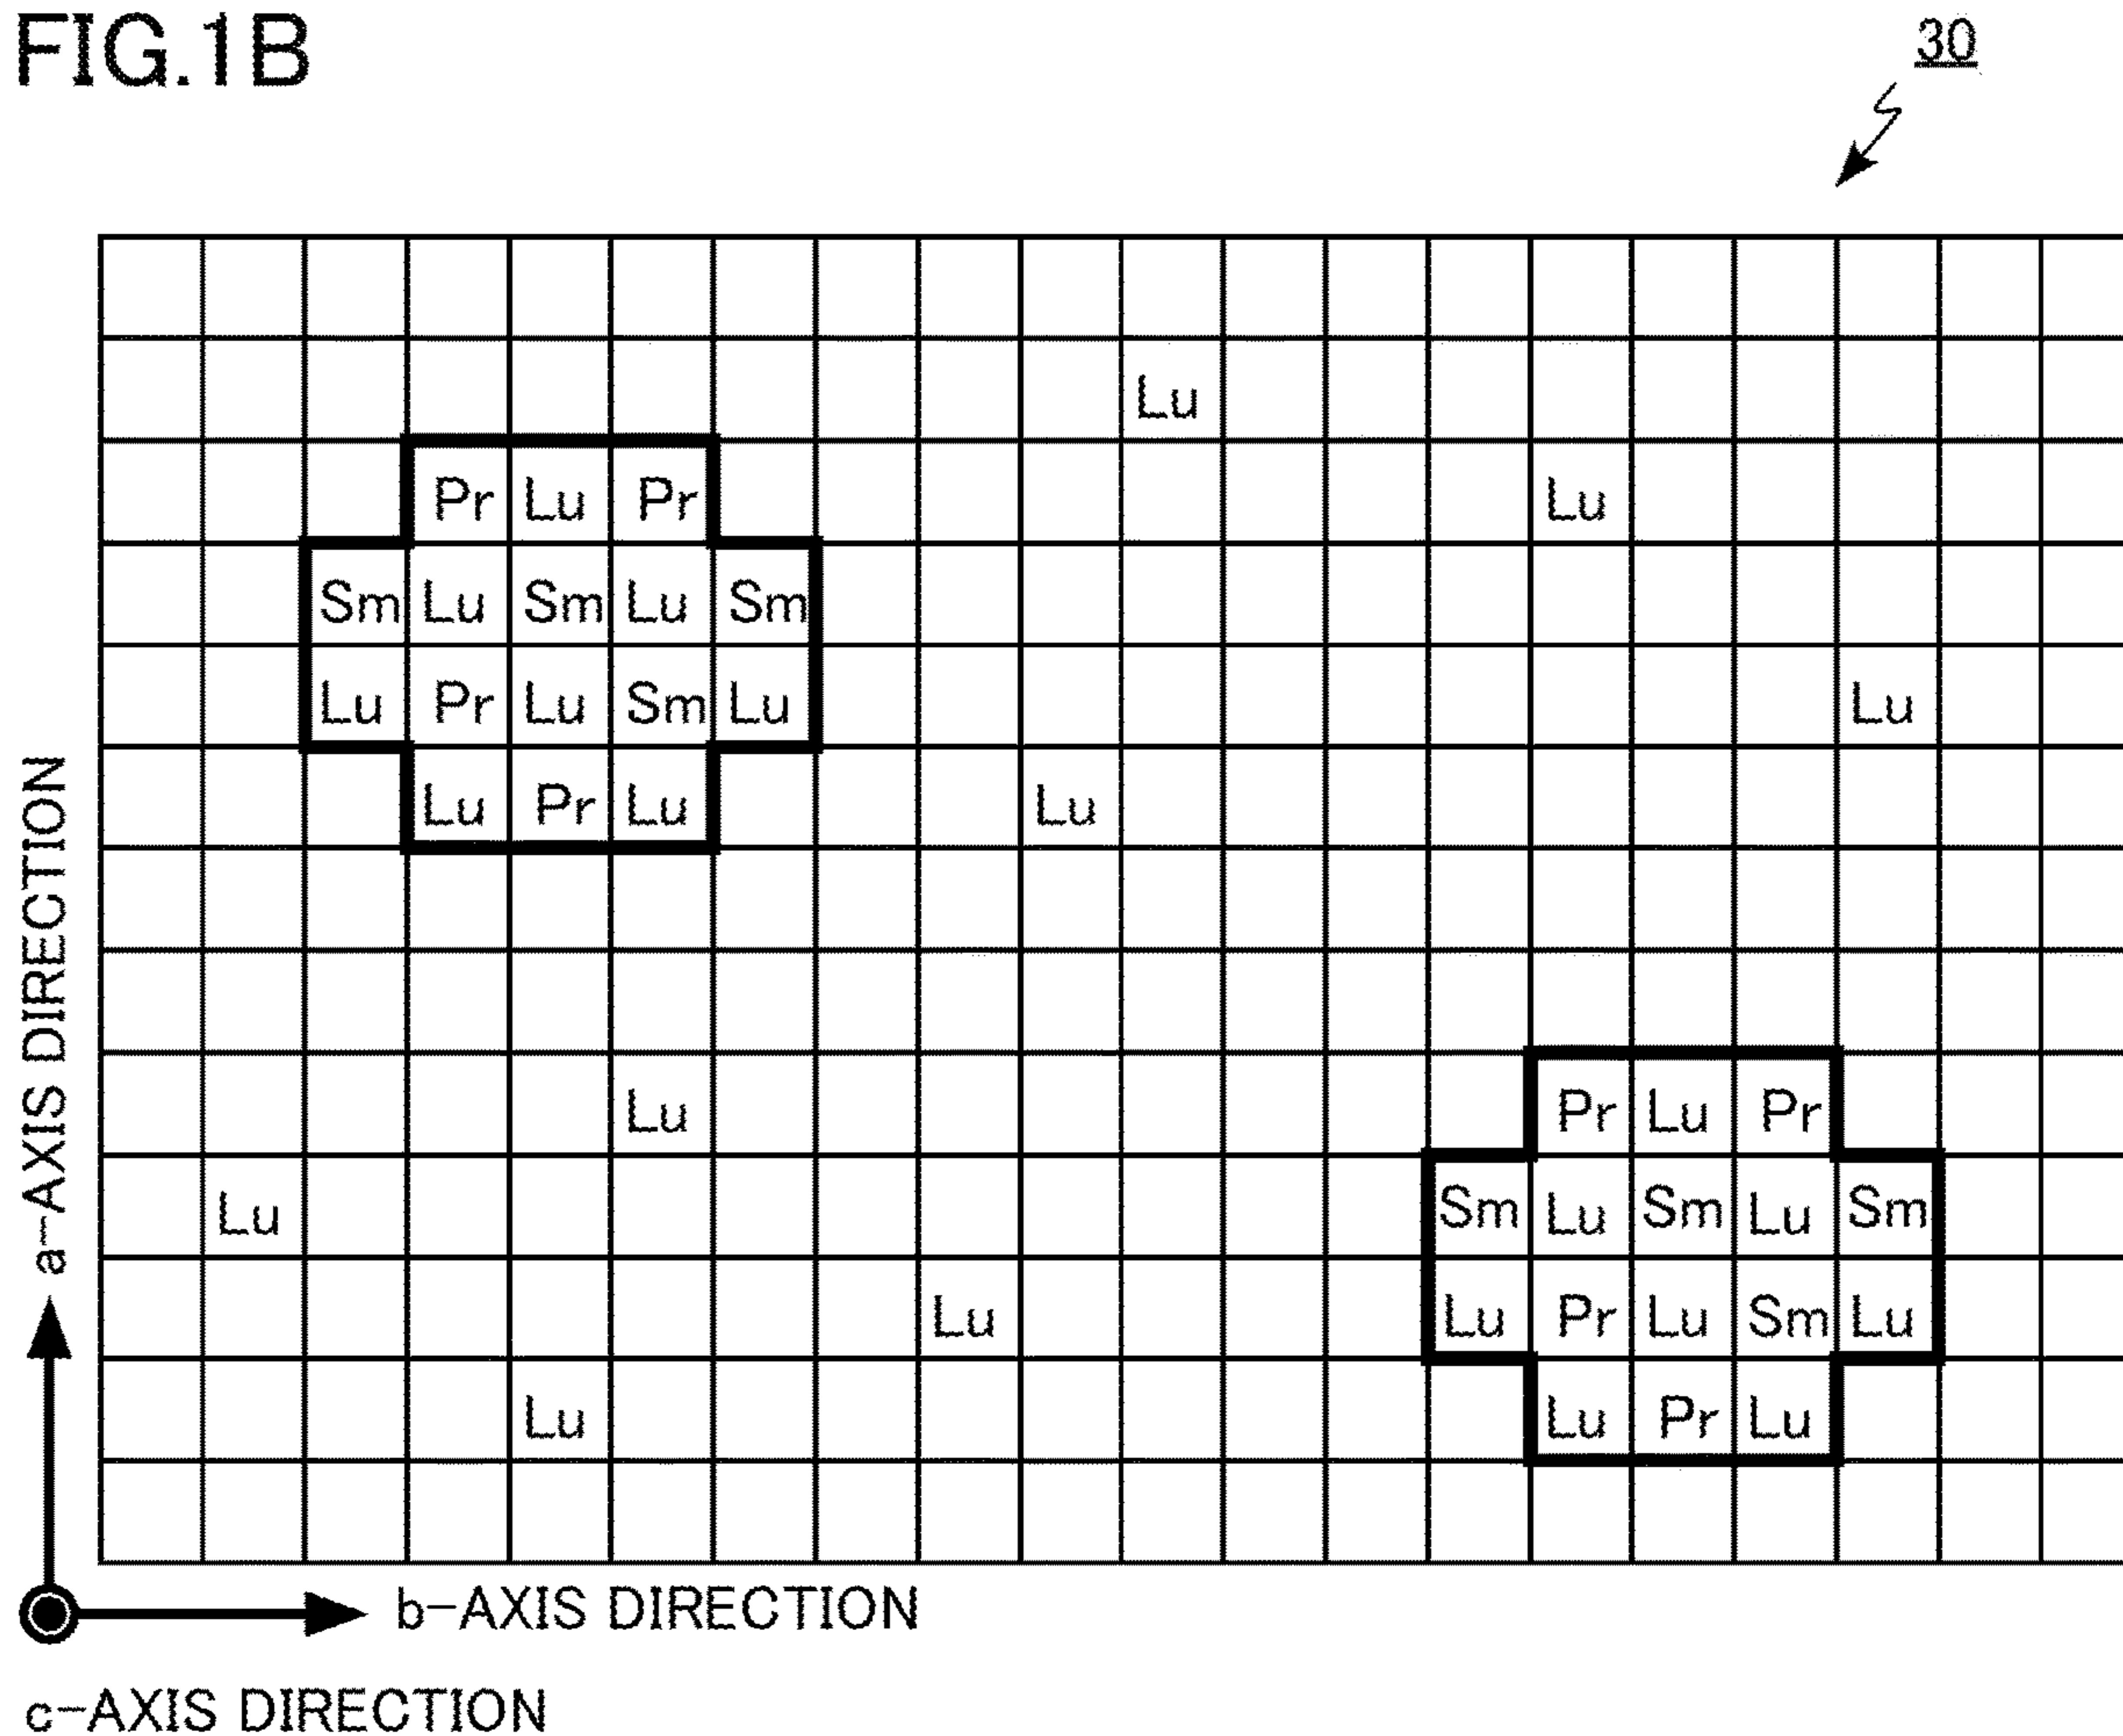 FIG.1B
30
Lu
Pr Lu Pr Lu
Sm Lu Sm Lu Sm
Lu Pr Lu Sm Lu Lu
Lu Pr Lu Lu
Lu Pr Lu Pr
Lu Sm Lu Sm Lu Sm
Lu Lu Pr Lu Sm Lu
Lu Lu Pr Lu
a-AXIS DIRECTION
b-AXIS DIRECTION
c-AXIS DIRECTION